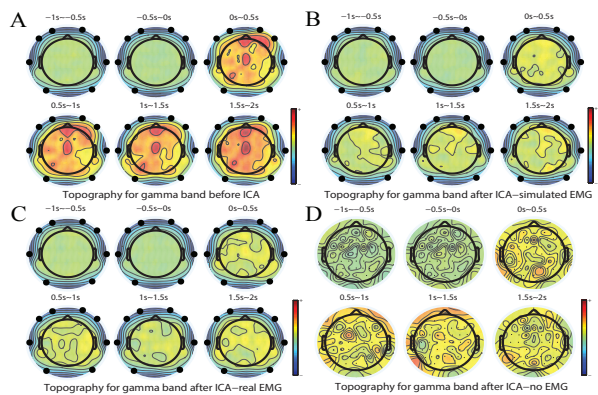 A
−1s~−0.5s −0.5s~0 0s~0.5s
0.5s~1s 1s~1.5s 1.5s~2s
+
−
Topography for gamma band before ICA
B
−1s~−0.5s −0.5s~0s 0s~0.5s
0.5s~1s 1s~1.5s 1.5s~2s
+
−
Topography for gamma band after ICA−simulated EMG
C
−1s~−0.5s −0.5s~0s 0s~0.5s
0.5s~1s 1s~1.5s 1.5s~2s
+
−
Topography for gamma band after ICA−real EMG
D
−1s~−0.5s −0.5s~0s 0s~0.5s
0.5s~1s 1s~1.5s 1.5s~2s
+
−
Topography for gamma band after ICA−no EMG